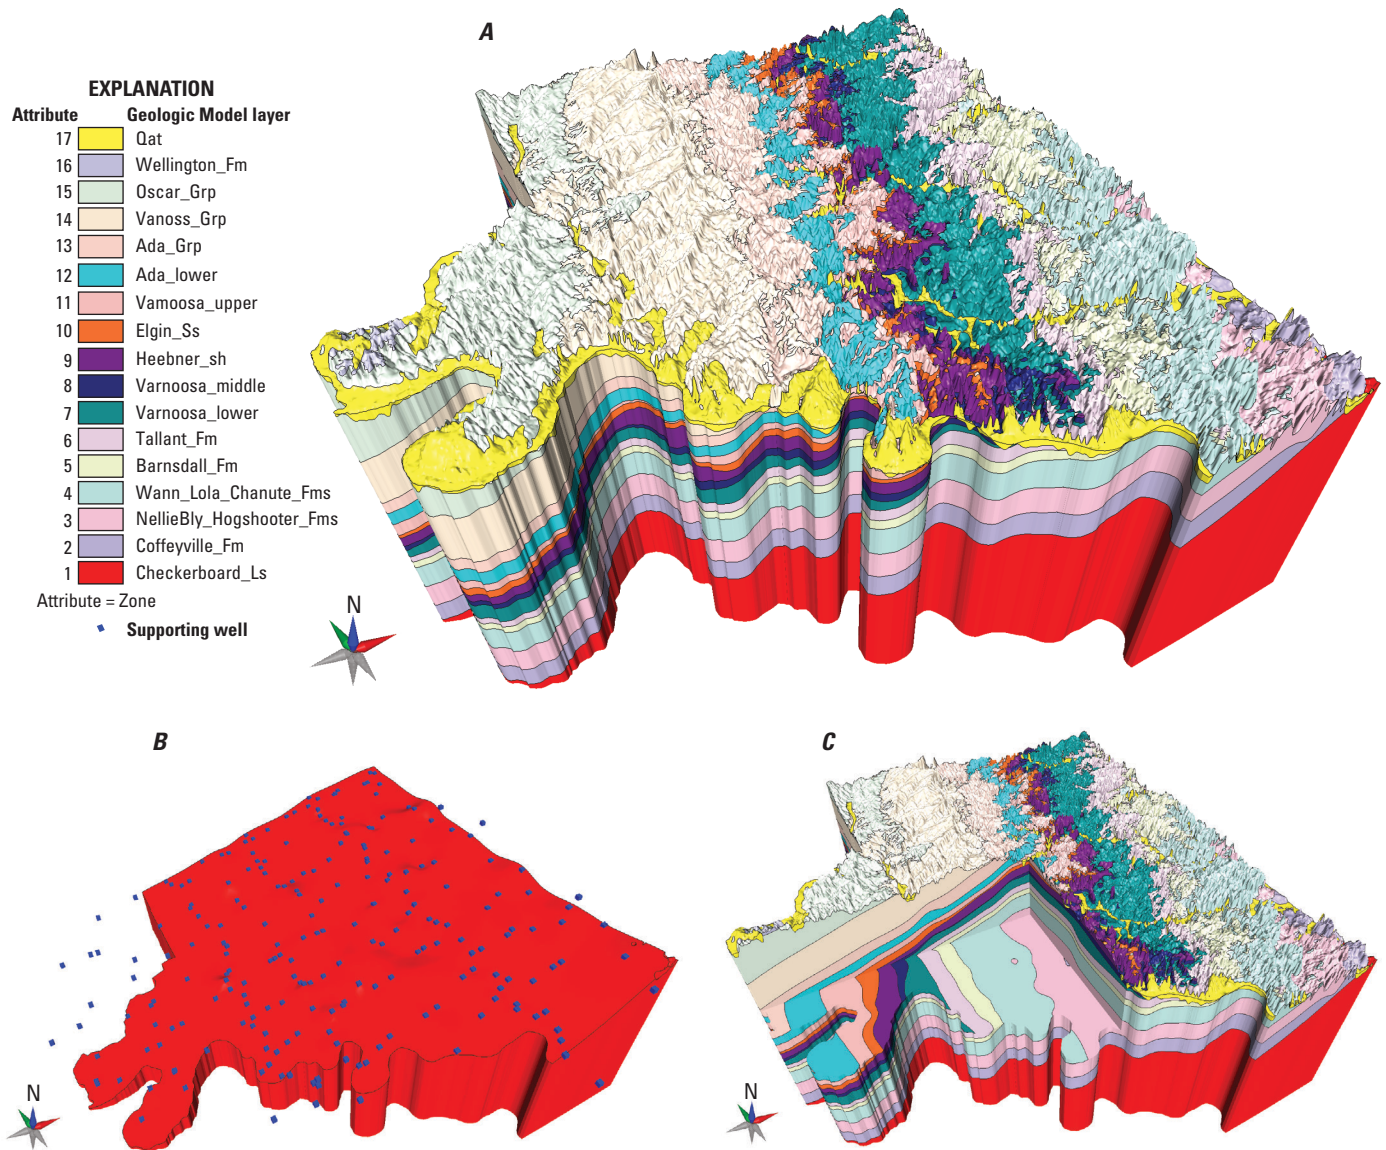 A
EXPLANATION
Attribute Geologic Model layer
17 Qat
16 Wellington_Fm
15 Oscar_Grp
14 Vanoss_Grp
13 Ada_Grp
12 Ada_lower
11 Vamoosa_upper
10 Elgin_Ss
9 Heebner_sh
8 Varnoosa_middle
7 Varnoosa_lower
6 Tallant_Fm
5 Barnsdall_Fm
4 Wann_Lola_Chanute_Fms
3 NellieBly_Hogshooter_Fms
2 Coffeyville_Fm
1 Checkerboard_Ls
Attribute = Zone
Supporting well
N
B
C
N
N